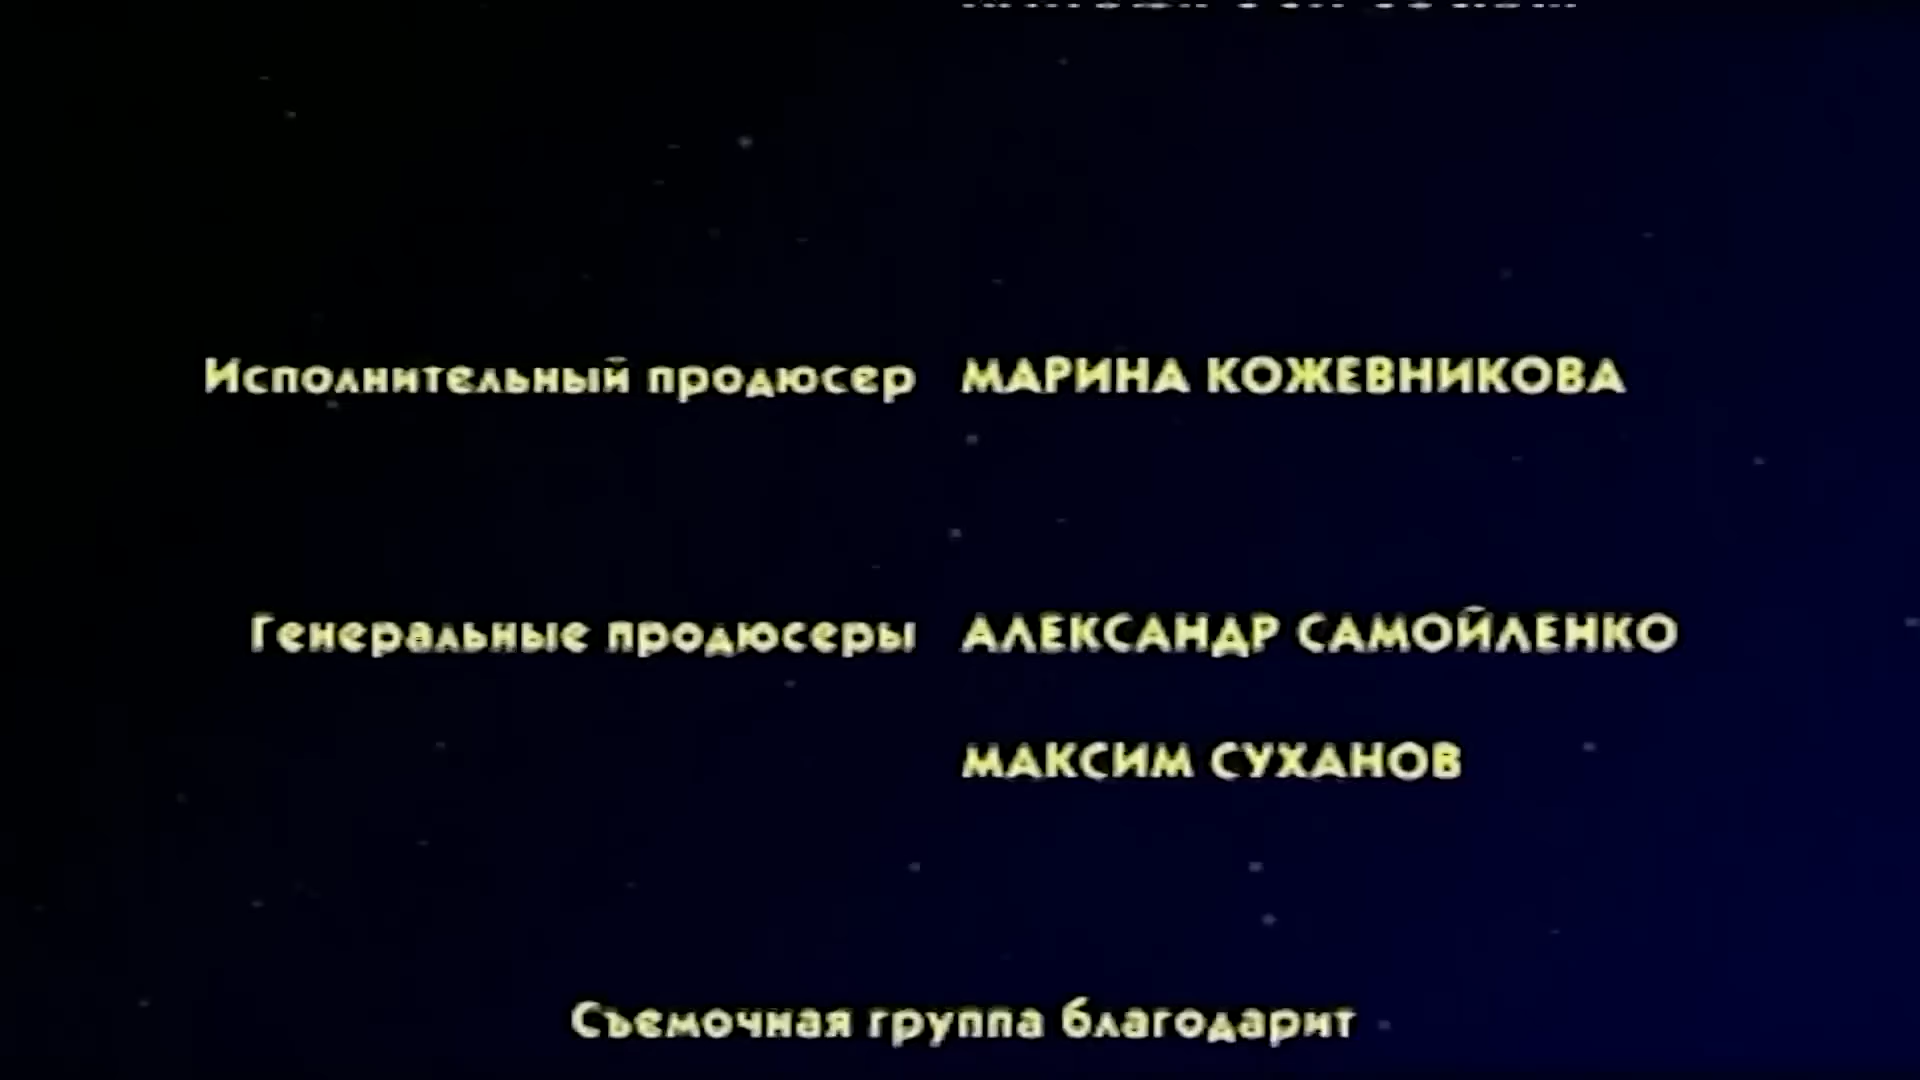 Исполнительный продюсер МАРИНА КОЖЕВНИКОВА
Генеральные продюсеры АЛЕКСАНДР САМОЙЛЕНКО
МАКСИМ СУХАНОВ
Съемочная группа благодарит